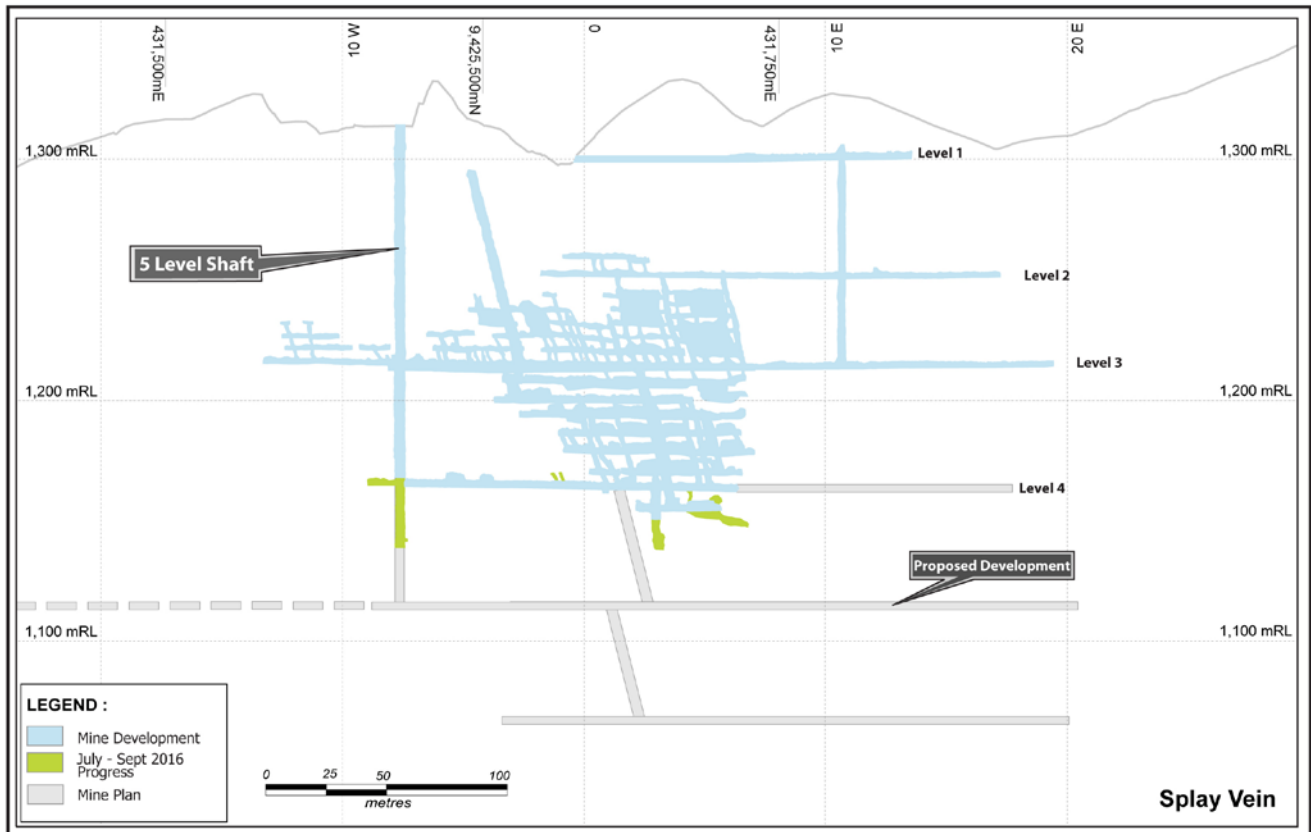 431,500mE
10 W
9,425,500mN
0
431,750mE
10 E
20 E
1,300 mRL
Level 1
1,300 mRL
5 Level Shaft
Level 2
Level 3
1,200 mRL
1,200 mRL
Level 4
Proposed Development
1,100 mRL
1,100 mRL
LEGEND :
Mine Development
July - Sept 2016
Progress
Mine Plan
0 25 50 100
metres
Splay Vein